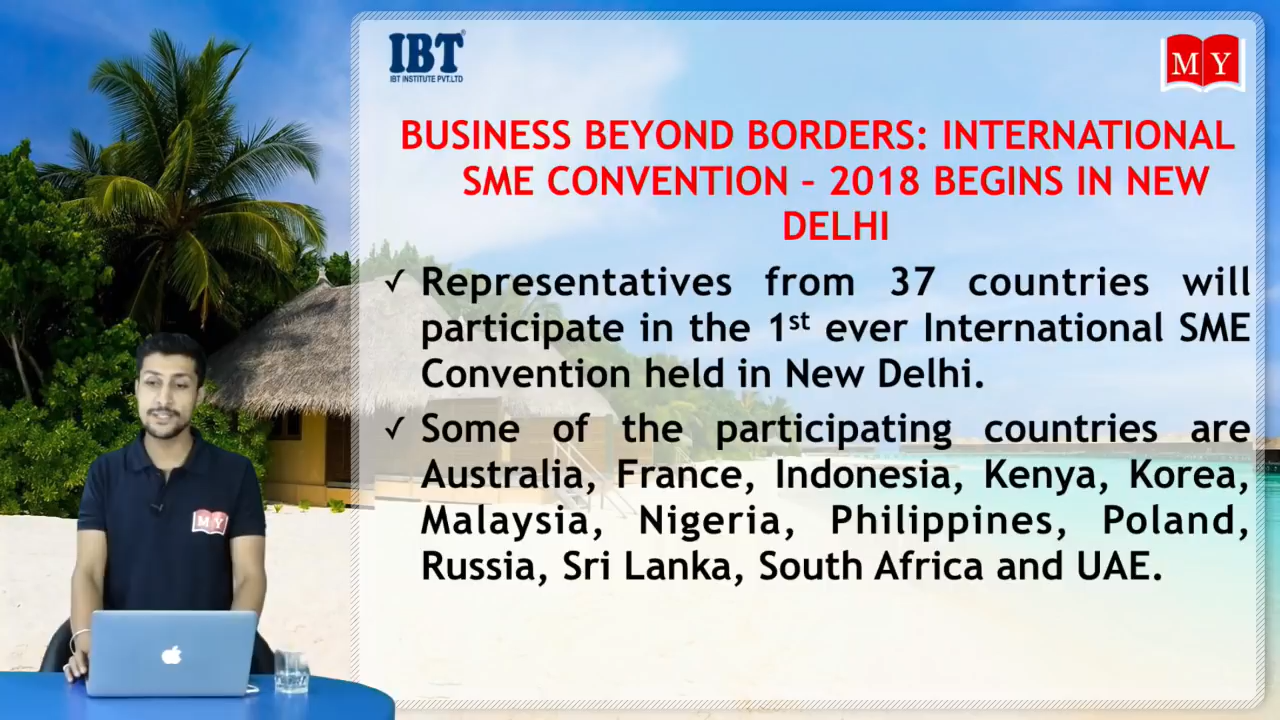 IBT
IBT INSTITUTE PVT.LTD
M Y
BUSINESS BEYOND BORDERS: INTERNATIONAL
SME CONVENTION – 2018 BEGINS IN NEW
DELHI
✓ Representatives from 37 countries will
participate in the 1st ever International SME
Convention held in New Delhi.
✓ Some of the participating countries are
Australia, France, Indonesia, Kenya, Korea,
Malaysia, Nigeria, Philippines, Poland,
Russia, Sri Lanka, South Africa and UAE.
M Y